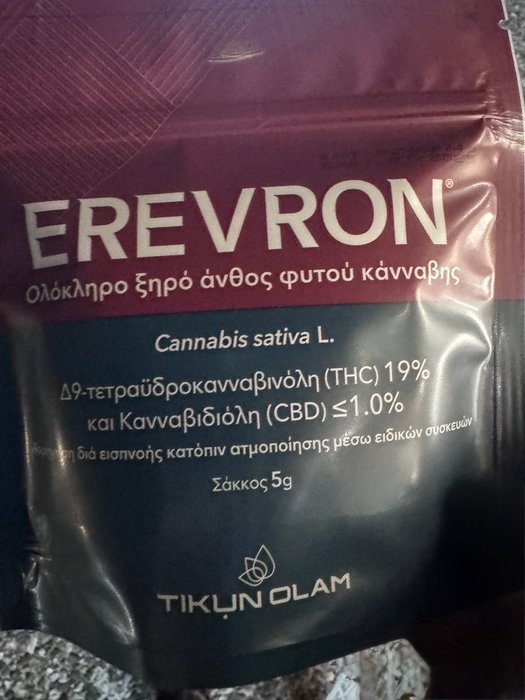 EREVRON®
Ολόκληρο ξηρό άνθος φυτού κάνναβης
Cannabis sativa L.
Δ9-τετραϋδροκανναβινόλη (THC) 19%
και Κανναβιδιόλη (CBD) ≤1.0%
διά εισπνοής κατόπιν ατμοποίησης μέσω ειδικών συσκευών
Σάκκος 5g
TIKUN OLAM